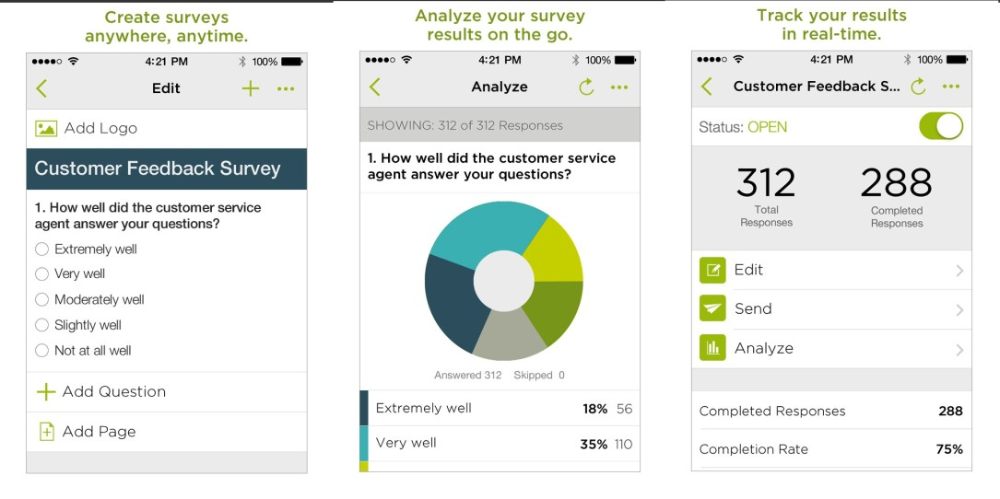 Create surveys
anywhere, anytime.
4:21 PM
100%
Edit
Add Logo
Customer Feedback Survey
1. How well did the customer service
agent answer your questions?
Extremely well
Very well
Moderately well
Slightly well
Not at all well
Add Question
Add Page
Analyze your survey
results on the go.
4:21 PM
100%
Analyze
SHOWING: 312 of 312 Responses
1. How well did the customer service
agent answer your questions?
Answered 312 Skipped 0
Extremely well 18% 56
Very well 35% 110
Track your results
in real-time.
4:21 PM
100%
Customer Feedback S...
Status: OPEN
312
Total
Responses
288
Completed
Responses
Edit
Send
Analyze
Completed Responses 288
Completion Rate 75%